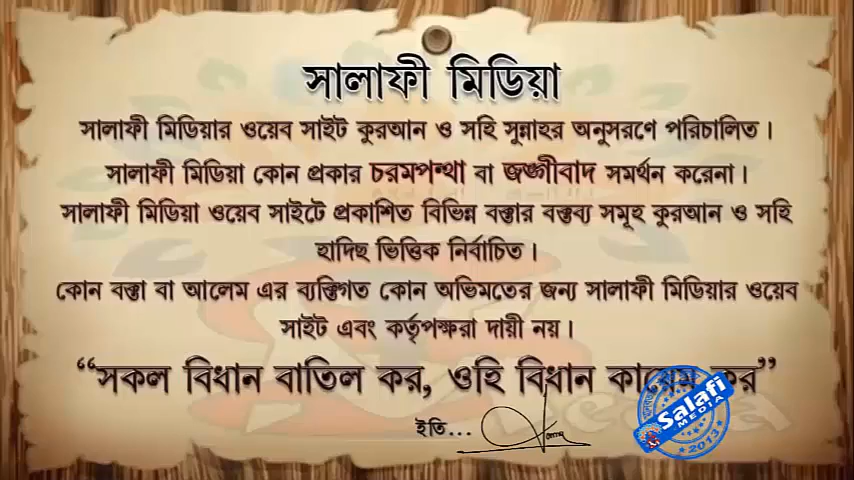 সালাফী মিডিয়া
সালাফী মিডিয়ার ওয়েব সাইট কুরআন ও সহি সুন্নাহর অনুসরণে পরিচালিত।
সালাফী মিডিয়া কোন প্রকার চরমপন্থা বা জঙ্গীবাদ সমর্থন করেনা।
সালাফী মিডিয়া ওয়েব সাইটে প্রকাশিত বিভিন্ন বক্তার বক্তব্য সমূহ কুরআন ও সহি
হাদিছ ভিত্তিক নির্বাচিত।
কোন বক্তা বা আলেম এর ব্যক্তিগত কোন অভিমতের জন্য সালাফী মিডিয়ার ওয়েব
সাইট এবং কর্তৃপক্ষরা দায়ী নয়।
“সকল বিধান বাতিল কর, ওহি বিধান কায়েম কর”
ইতি...
Salafi
MEDIA
2013